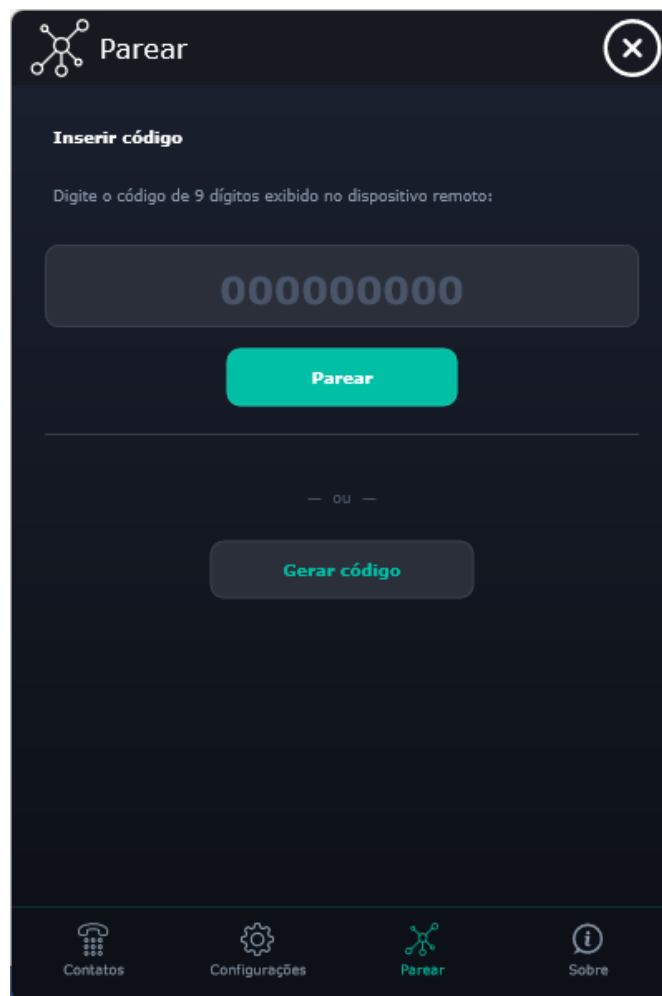 Parear
Inserir código
Digite o código de 9 dígitos exibido no dispositivo remoto:
000000000
Parear
— ou —
Gerar código
Contatos Configurações Parear Sobre